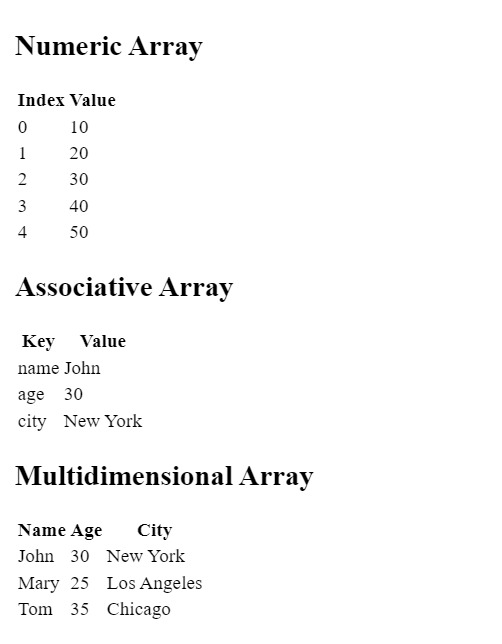 Numeric Array
Index Value
0 10
1 20
2 30
3 40
4 50
Associative Array
Key Value
name John
age 30
city New York
Multidimensional Array
Name Age City
John 30 New York
Mary 25 Los Angeles
Tom 35 Chicago